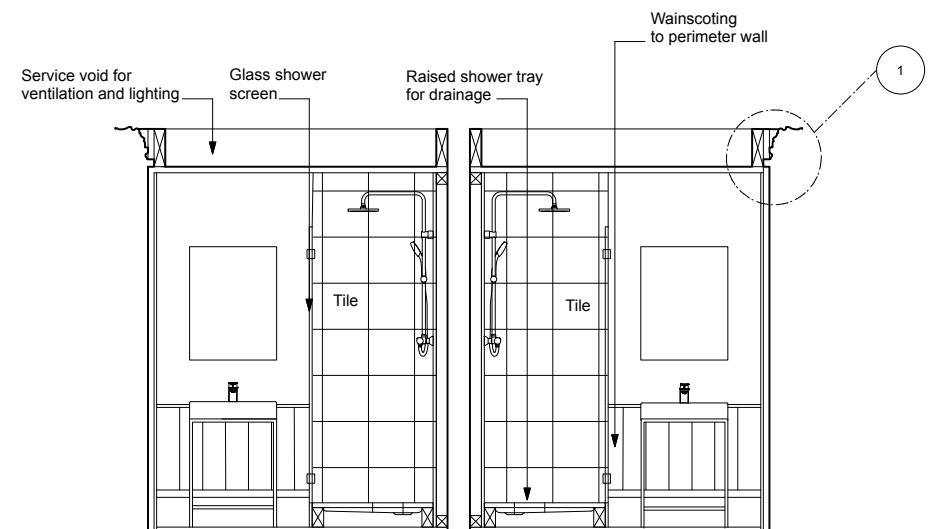 Wainscoting
to perimeter wall
1
Service void for
ventilation and lighting
Glass shower
screen
Raised shower tray
for drainage
Tile
Tile